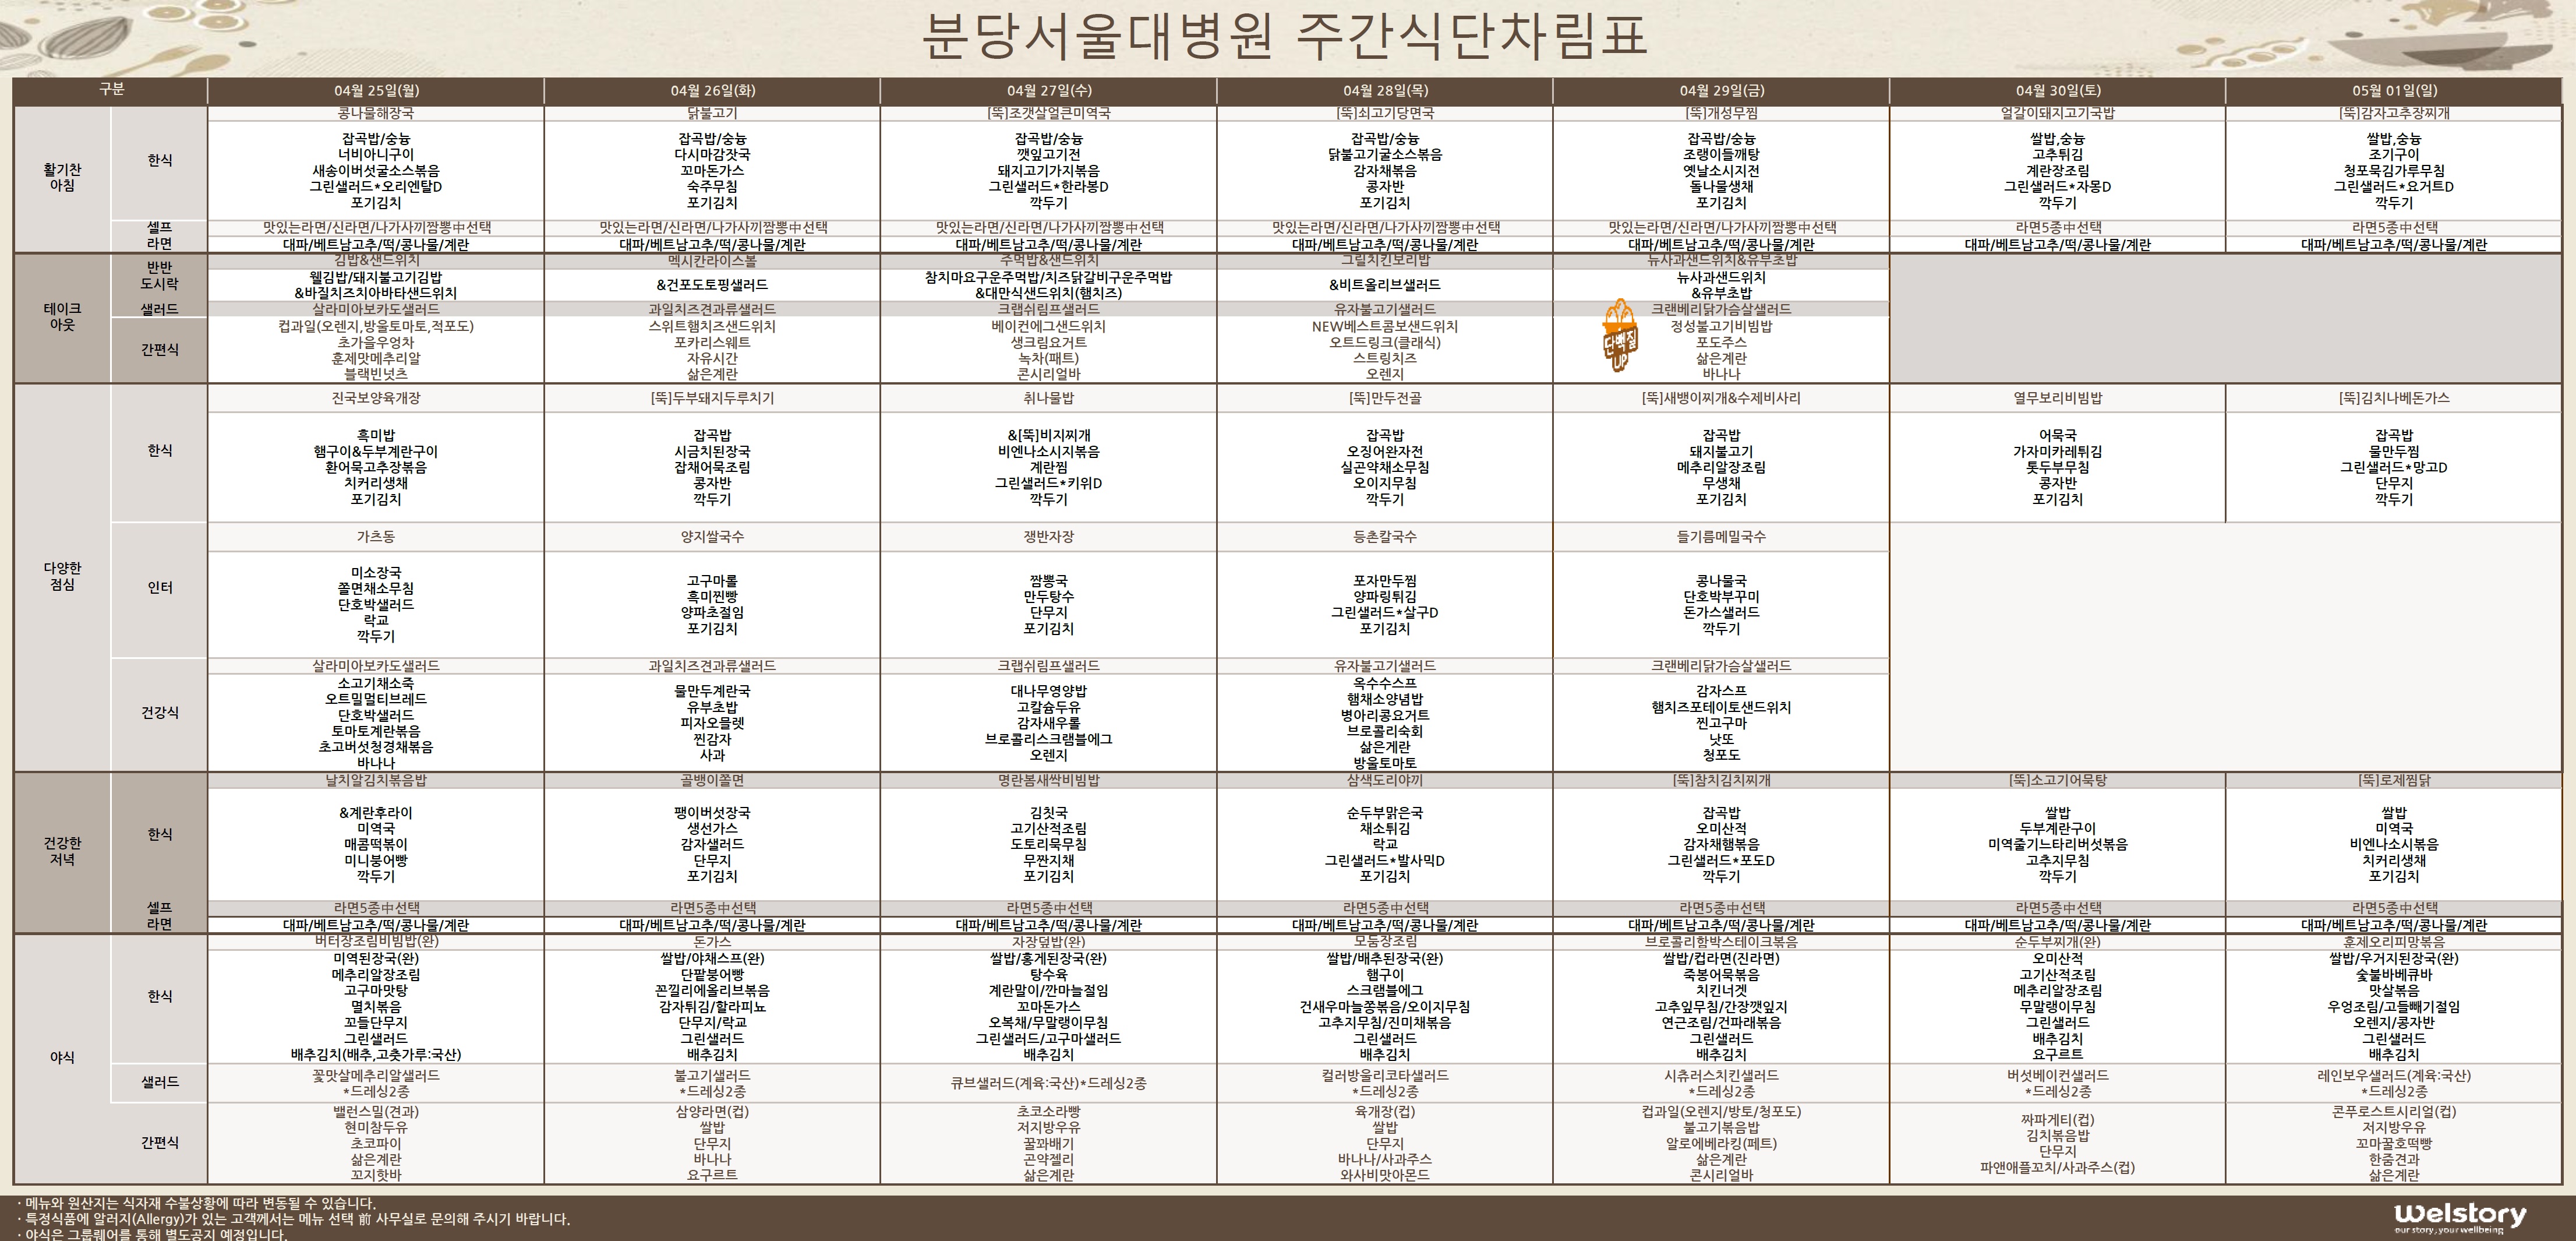 분당서울대병원 주간식단차림표
구분
04월 25일(월)
04월 26일(화)
04월 27일(수)
04월 28일(목)
04월 29일(금)
04월 30일(토)
05월 01일(일)
활기찬
아침
한식
콩나물해장국
잡곡밥/숭늉
너비아니구이
새송이버섯굴소스볶음
그린샐러드*오리엔탈D
포기김치
닭불고기
잡곡밥/숭늉
다시마감잣국
꼬마돈가스
숙주무침
포기김치
[뚝]조갯살얼큰미역국
잡곡밥/숭늉
깻잎고기전
돼지고기가지볶음
그린샐러드*한라봉D
깍두기
[뚝]쇠고기당면국
잡곡밥/숭늉
닭불고기굴소스볶음
감자채볶음
콩자반
포기김치
[뚝]개성무찜
잡곡밥/숭늉
조랭이들깨탕
옛날소시지전
돌나물생채
포기김치
얼갈이돼지고기국밥
쌀밥,숭늉
고추튀김
계란장조림
그린샐러드*자몽D
깍두기
[뚝]감자고추장찌개
쌀밥,숭늉
조기구이
청포묵김가루무침
그린샐러드*요거트D
깍두기
셀프
라면
맛있는라면/신라면/나가사끼짬뽕中선택
대파/베트남고추/떡/콩나물/계란
맛있는라면/신라면/나가사끼짬뽕中선택
대파/베트남고추/떡/콩나물/계란
맛있는라면/신라면/나가사끼짬뽕中선택
대파/베트남고추/떡/콩나물/계란
맛있는라면/신라면/나가사끼짬뽕中선택
대파/베트남고추/떡/콩나물/계란
맛있는라면/신라면/나가사끼짬뽕中선택
대파/베트남고추/떡/콩나물/계란
라면5종中선택
대파/베트남고추/떡/콩나물/계란
라면5종中선택
대파/베트남고추/떡/콩나물/계란
테이크
아웃
반반
도시락
김밥&샌드위치
웰김밥/돼지불고기김밥
&바질치즈치아바타샌드위치
멕시칸라이스볼
&건포도토핑샐러드
주먹밥&샌드위치
참치마요구운주먹밥/치즈닭갈비구운주먹밥
&대만식샌드위치(햄치즈)
그릴치킨보리밥
&비트올리브샐러드
뉴사과샌드위치&유부초밥
뉴사과샌드위치
&유부초밥
샐러드
살라미아보카도샐러드
과일치즈견과류샐러드
크랩쉬림프샐러드
유자불고기샐러드
크랜베리닭가슴살샐러드
간편식
컵과일(오렌지,방울토마토,적포도)
초가을우엉차
훈제맛메추리알
블랙빈넛츠
스위트햄치즈샌드위치
포카리스웨트
자유시간
삶은계란
베이컨에그샌드위치
생크림요거트
녹차(패트)
콘시리얼바
NEW베스트콤보샌드위치
오트드링크(클래식)
스트링치즈
오렌지
단백질
UP
정성불고기비빔밥
포도주스
삶은계란
바나나
다양한
점심
한식
진국보양육개장
흑미밥
햄구이&두부계란구이
환어묵고추장볶음
치커리생채
포기김치
[뚝]두부돼지두루치기
잡곡밥
시금치된장국
잡채어묵조림
콩자반
깍두기
취나물밥
&[뚝]비지찌개
비엔나소시지볶음
계란찜
그린샐러드*키위D
깍두기
[뚝]만두전골
잡곡밥
오징어완자전
실곤약채소무침
오이지무침
깍두기
[뚝]새뱅이찌개&수제비사리
잡곡밥
돼지불고기
메추리알장조림
무생채
포기김치
열무보리비빔밥
어묵국
가자미카레튀김
톳두부무침
콩자반
포기김치
[뚝]김치나베돈가스
잡곡밥
물만두찜
그린샐러드*망고D
단무지
깍두기
인터
가츠동
미소장국
쫄면채소무침
단호박샐러드
락교
깍두기
양지쌀국수
고구마롤
흑미찐빵
양파초절임
포기김치
쟁반자장
짬뽕국
만두탕수
단무지
포기김치
등촌칼국수
포자만두찜
양파링튀김
그린샐러드*살구D
포기김치
들기름메밀국수
콩나물국
단호박부꾸미
돈가스샐러드
깍두기
건강식
살라미아보카도샐러드
소고기채소죽
오트밀멀티브레드
단호박샐러드
토마토계란볶음
초고버섯청경채볶음
바나나
과일치즈견과류샐러드
물만두계란국
유부초밥
피자오믈렛
찐감자
사과
크랩쉬림프샐러드
대나무영양밥
고칼슘두유
감자새우롤
브로콜리스크램블에그
오렌지
유자불고기샐러드
옥수수스프
햄채소양념밥
병아리콩요거트
브로콜리숙회
삶은계란
방울토마토
크랜베리닭가슴살샐러드
감자스프
햄치즈포테이토샌드위치
찐고구마
낫또
청포도
건강한
저녁
한식
날치알김치볶음밥
&계란후라이
미역국
매콤떡볶이
미니붕어빵
깍두기
골뱅이쫄면
팽이버섯장국
생선가스
감자샐러드
단무지
포기김치
명란봄새싹비빔밥
김칫국
고기산적조림
도토리묵무침
무짠지채
포기김치
삼색도리야끼
순두부맑은국
채소튀김
락교
그린샐러드*발사믹D
포기김치
[뚝]참치김치찌개
잡곡밥
오미산적
감자채햄볶음
그린샐러드*포도D
깍두기
[뚝]소고기어묵탕
쌀밥
두부계란구이
미역줄기느타리버섯볶음
고추지무침
깍두기
[뚝]로제찜닭
쌀밥
미역국
비엔나소시볶음
치커리생채
포기김치
셀프
라면
라면5종中선택
대파/베트남고추/떡/콩나물/계란
라면5종中선택
대파/베트남고추/떡/콩나물/계란
라면5종中선택
대파/베트남고추/떡/콩나물/계란
라면5종中선택
대파/베트남고추/떡/콩나물/계란
라면5종中선택
대파/베트남고추/떡/콩나물/계란
라면5종中선택
대파/베트남고추/떡/콩나물/계란
라면5종中선택
대파/베트남고추/떡/콩나물/계란
야식
한식
버터장조림비빔밥(완)
미역된장국(완)
메추리알장조림
고구마맛탕
멸치볶음
꼬들단무지
그린샐러드
배추김치(배추,고춧가루:국산)
돈가스
쌀밥/야채스프(완)
단팥붕어빵
꼰낄리에올리브볶음
감자튀김/할라피뇨
단무지/락교
그린샐러드
배추김치
자장덮밥(완)
쌀밥/홍게된장국(완)
탕수육
계란말이/깐마늘절임
꼬마돈가스
오복채/무말랭이무침
그린샐러드/고구마샐러드
배추김치
모둠장조림
쌀밥/배추된장국(완)
햄구이
스크램블에그
건새우마늘쫑볶음/오이지무침
고추지무침/진미채볶음
그린샐러드
배추김치
브로콜리함박스테이크볶음
쌀밥/컵라면(진라면)
죽봉어묵볶음
치킨너겟
고추잎무침/간장깻잎지
연근조림/건파래볶음
그린샐러드
배추김치
순두부찌개(완)
오미산적
고기산적조림
메추리알장조림
무말랭이무침
그린샐러드
배추김치
요구르트
훈제오리피망볶음
쌀밥/우거지된장국(완)
숯불바베큐바
맛살볶음
우엉조림/고들빼기절임
오렌지/콩자반
그린샐러드
배추김치
샐러드
꽃맛살메추리알샐러드
*드레싱2종
불고기샐러드
*드레싱2종
큐브샐러드(계육:국산)*드레싱2종
컬러방울리코타샐러드
*드레싱2종
시츄러스치킨샐러드
*드레싱2종
버섯베이컨샐러드
*드레싱2종
레인보우샐러드(계육:국산)
*드레싱2종
간편식
밸런스밀(견과)
현미참두유
초코파이
삶은계란
꼬지핫바
삼양라면(컵)
쌀밥
단무지
바나나
요구르트
초코소라빵
저지방우유
꿀꽈배기
곤약젤리
삶은계란
육개장(컵)
쌀밥
단무지
바나나/사과주스
와사비맛아몬드
컵과일(오렌지/방토/청포도)
불고기볶음밥
알로에베라킹(페트)
삶은계란
콘시리얼바
짜파게티(컵)
김치볶음밥
단무지
파앤애플꼬치/사과주스(컵)
콘푸로스트시리얼(컵)
저지방우유
꼬마꿀호떡빵
한줌견과
삶은계란
· 메뉴와 원산지는 식자재 수불상황에 따라 변동될 수 있습니다.
· 특정식품에 알러지(Allergy)가 있는 고객께서는 메뉴 선택 前 사무실로 문의해 주시기 바랍니다.
· 야식은 그룹웨어를 통해 별도공지 예정입니다.
welstory
our story, your wellbeing